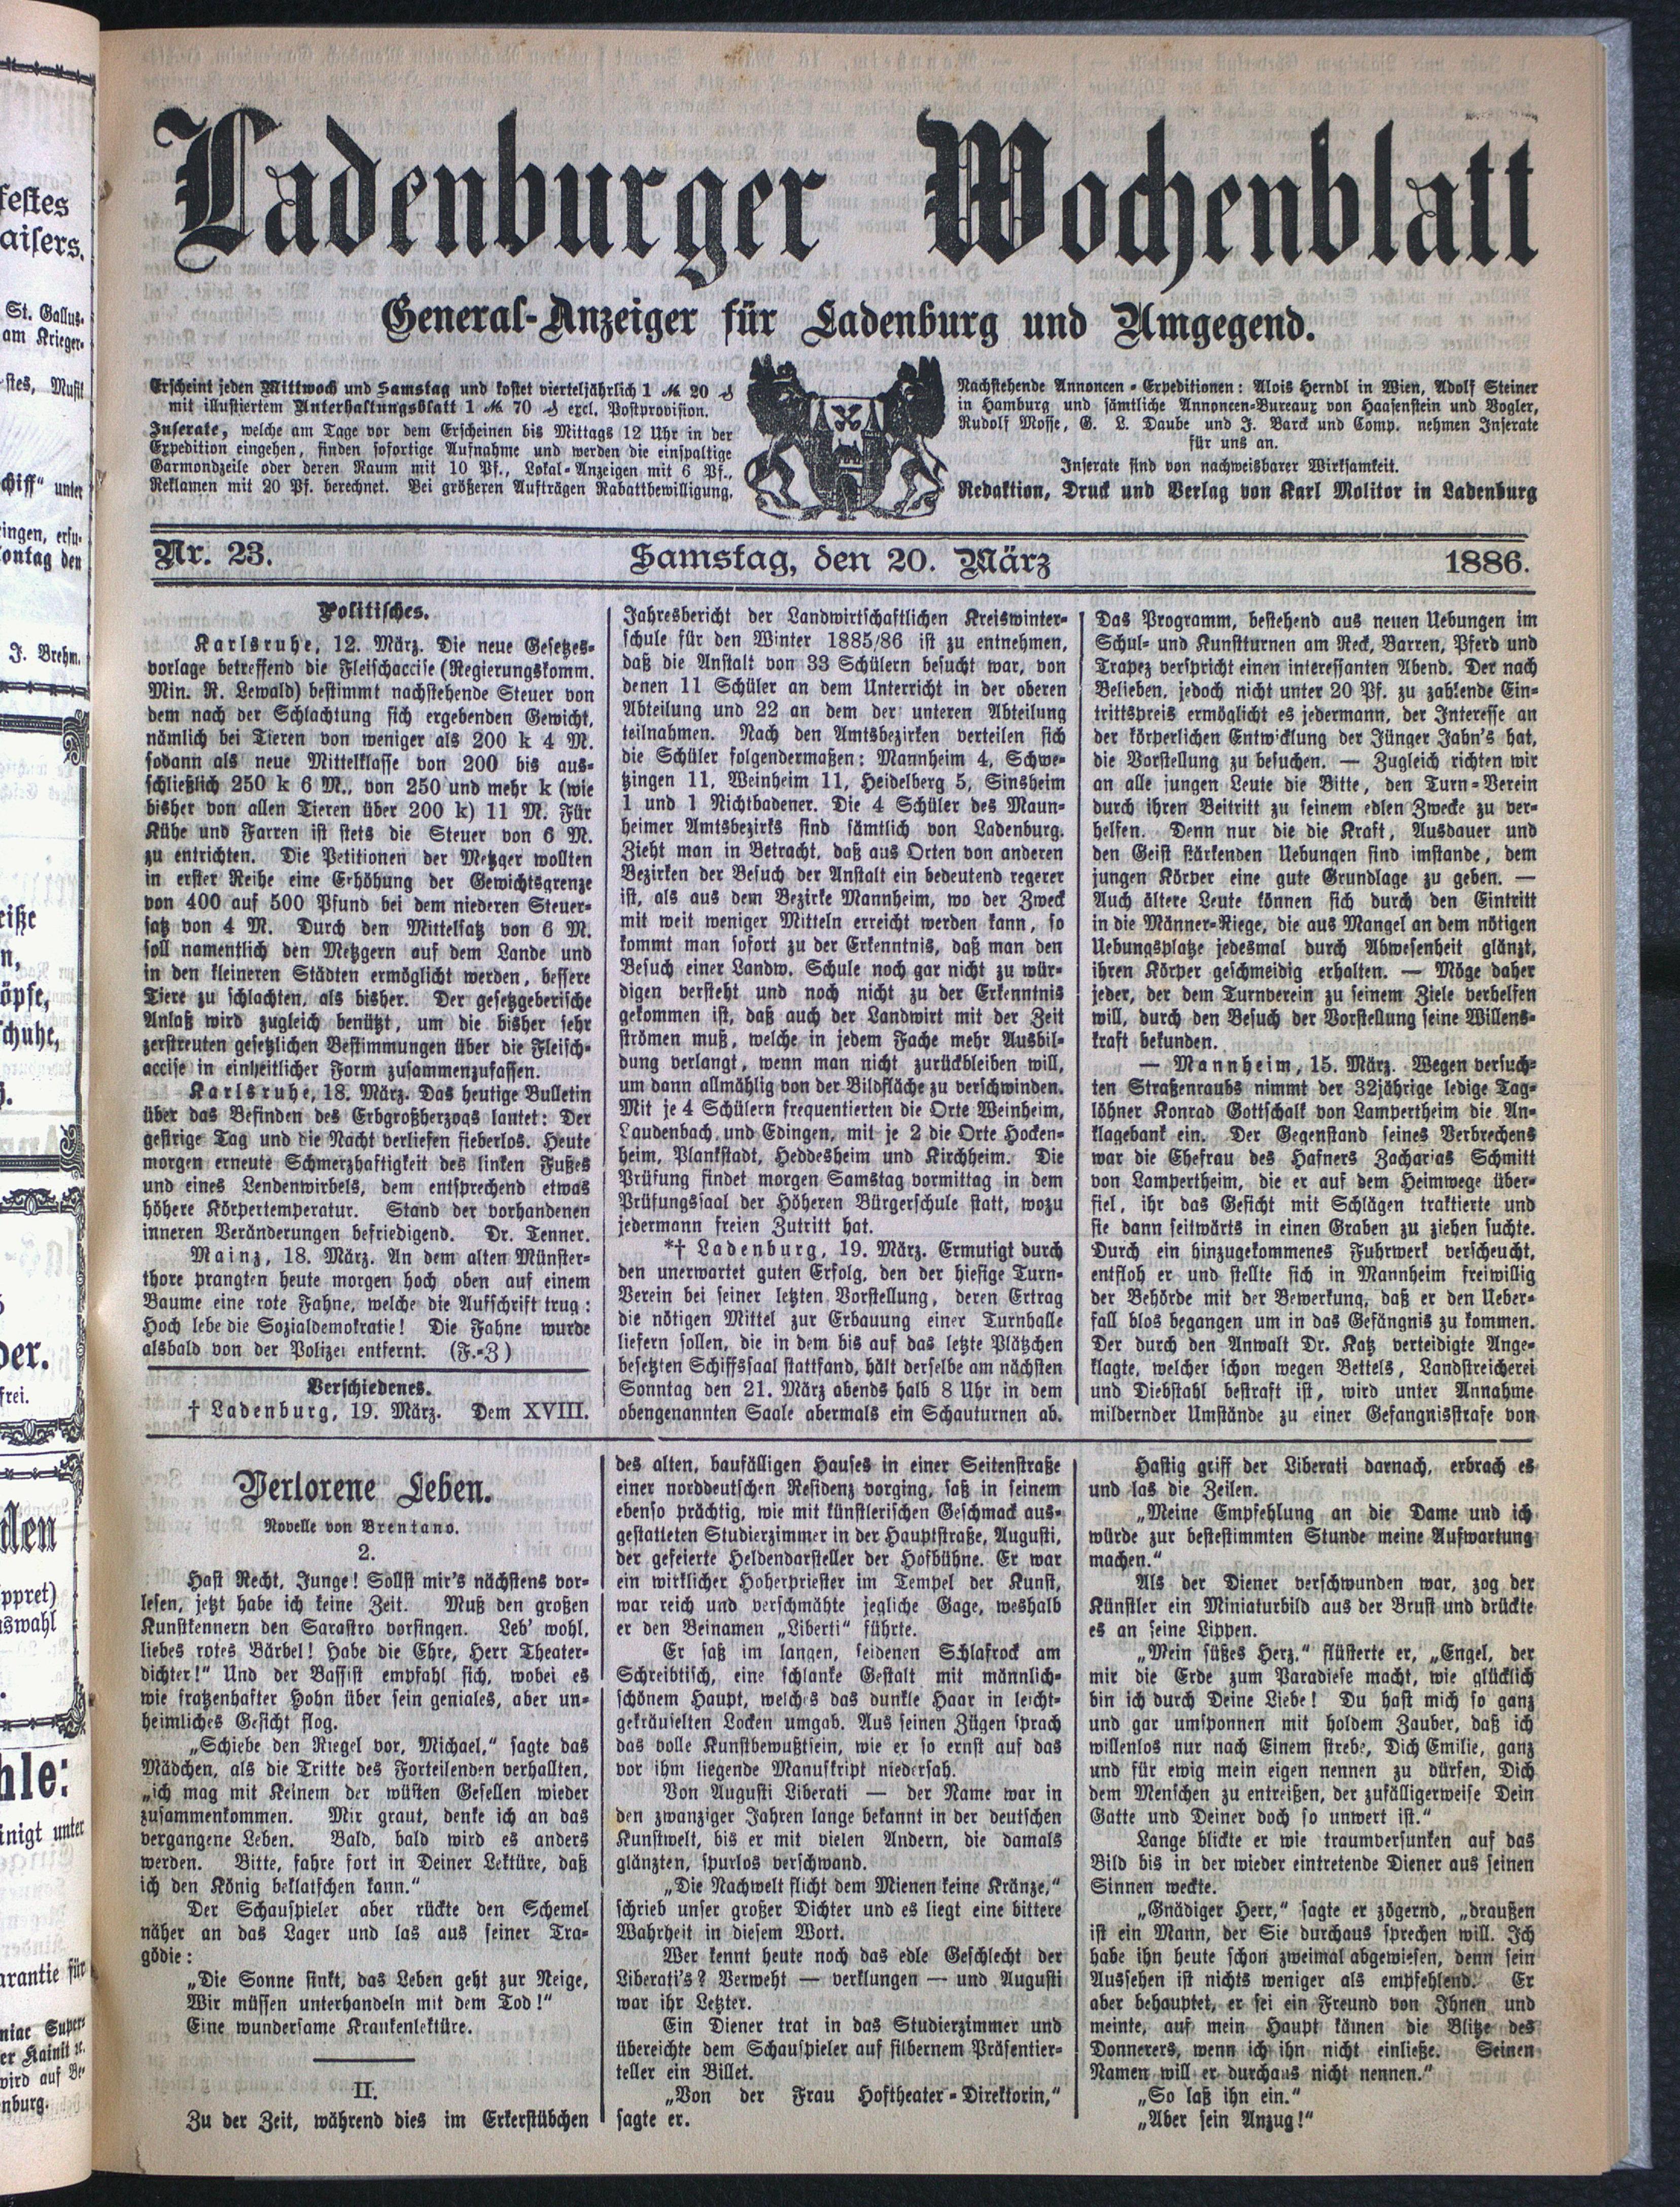 Ladenburger Wochenblatt
General-Anzeiger für Ladenburg und Umgegend.
Erscheint jeden Mittwoch und Samstag und kostet vierteljährlich 1 ℳ 20 ₰
mit illustiertem Unterhaltungsblatt 1 ℳ 70 ₰ excl. Postprovision.
Inserate, welche am Tage vor dem Erscheinen bis Mittags 12 Uhr in der
Expedition eingehen, finden sofortige Aufnahme und werden die einspaltige
Garmondzeile oder deren Raum mit 10 Pf., Lokal-Anzeigen mit 6 Pf.,
Reklamen mit 20 Pf. berechnet. Bei größeren Aufträgen Rabattbewilligung.
Nachstehende Annoncen-Expeditionen: Alois Herndl in Wien, Adolf Steiner
in Hamburg und sämtliche Annoncen-Bureaux von Haasenstein und Vogler,
Rudolf Mosse, G. L. Daube und J. Barck und Comp. nehmen Inserate
für uns an.
Inserate sind von nachweisbarer Wirksamkeit.
Redaktion, Druck und Verlag von Karl Molitor in Ladenburg
Nr. 23.
Samstag, den 20. März
1886.
Politisches.
Karlsruhe, 12. März. Die neue Gesetzes-
vorlage betreffend die Fleischaccise (Regierungskomm.
Min. R. Lewald) bestimmt nachstehende Steuer von
dem nach der Schlachtung sich ergebenden Gewicht,
nämlich bei Tieren von weniger als 200 k 4 M.
sodann als neue Mittelklasse von 200 bis aus-
schließlich 250 k 6 M., von 250 und mehr k (wie
bisher von allen Tieren über 200 k) 11 M. Für
Kühe und Farren ist stets die Steuer von 6 M.
zu entrichten. Die Petitionen der Metzger wollten
in erster Reihe eine Erhöhung der Gewichtsgrenze
von 400 auf 500 Pfund bei dem niederen Steuer-
satz von 4 M. Durch den Mittelsatz von 6 M.
soll namentlich den Metzgern auf dem Lande und
in den kleineren Städten ermöglicht werden, bessere
Tiere zu schlachten, als bisher. Der gesetzgeberische
Anlaß wird zugleich benützt, um die bisher sehr
zerstreuten gesetzlichen Bestimmungen über die Fleisch-
accise in einheitlicher Form zusammenzufassen.
Karlsruhe, 18. März. Das heutige Bulletin
über das Befinden des Erbgroßherzogs lautet: Der
gestrige Tag und die Nacht verliefen fieberlos. Heute
morgen erneute Schmerzhaftigkeit des linken Fußes
und eines Lendenwirbels, dem entsprechend etwas
höhere Körpertemperatur. Stand der vorhandenen
inneren Veränderungen befriedigend. Dr. Tenner.
Mainz, 18. März. An dem alten Münster-
thore prangten heute morgen hoch oben auf einem
Baume eine rote Fahne, welche die Aufschrift trug:
Hoch lebe die Sozialdemokratie! Die Fahne wurde
alsbald von der Polizei entfernt. (F.-Z)
Verschiedenes.
† Ladenburg, 19. März. Dem XVIII.
Jahresbericht der Landwirtschaftlichen Kreiswinter-
schule für den Winter 1885/86 ist zu entnehmen,
daß die Anstalt von 33 Schülern besucht war, von
denen 11 Schüler an dem Unterricht in der oberen
Abteilung und 22 an dem der unteren Abteilung
teilnahmen. Nach den Amtsbezirken verteilen sich
die Schüler folgendermaßen: Mannheim 4, Schwe-
tzingen 11, Weinheim 11, Heidelberg 5, Sinsheim
1 und 1 Nichtbadener. Die 4 Schüler des Maun-
heimer Amtsbezirks sind sämtlich von Ladenburg.
Zieht man in Betracht, daß aus Orten von anderen
Bezirken der Besuch der Anstalt ein bedeutend regerer
ist, als aus dem Bezirke Mannheim, wo der Zweck
mit weit weniger Mitteln erreicht werden kann, so
kommt man sofort zu der Erkenntnis, daß man den
Besuch einer Landw. Schule noch gar nicht zu wür-
digen versteht und noch nicht zu der Erkenntnis
gekommen ist, daß auch der Landwirt mit der Zeit
strömen muß, welche in jedem Fache mehr Ausbil-
dung verlangt, wenn man nicht zurückbleiben will,
um dann allmählig von der Bildfläche zu verschwinden.
Mit je 4 Schülern frequentierten die Orte Weinheim,
Laudenbach und Edingen, mit je 2 die Orte Hocken-
heim, Plankstadt, Heddesheim und Kirchheim. Die
Prüfung findet morgen Samstag vormittag in dem
Prüfungssaal der Höheren Bürgerschule statt, wozu
jedermann freien Zutritt hat.
*† Ladenburg, 19. März. Ermutigt durch
den unerwartet guten Erfolg, den der hiesige Turn-
Verein bei seiner letzten Vorstellung, deren Ertrag
die nötigen Mittel zur Erbauung einer Turnhalle
liefern sollen, die in dem bis auf das letzte Plätzchen
besetzten Schiffssaal stattfand, hält derselbe am nächsten
Sonntag den 21. März abends halb 8 Uhr in dem
obengenannten Saale abermals ein Schauturnen ab.
Das Programm, bestehend aus neuen Uebungen im
Schul- und Kunstturnen am Reck, Barren, Pferd und
Trapez verspricht einen interessanten Abend. Der nach
Belieben, jedoch nicht unter 20 Pf. zu zahlende Ein-
trittspreis ermöglicht es jedermann, der Interesse an
der körperlichen Entwicklung der Jünger Jahn's hat,
die Vorstellung zu besuchen. — Zugleich richten wir
an alle jungen Leute die Bitte, den Turn-Verein
durch ihren Beitritt zu seinem edlen Zwecke zu ver-
helfen. Denn nur die die Kraft, Ausdauer und
den Geist stärkenden Uebungen sind imstande, dem
jungen Körper eine gute Grundlage zu geben. —
Auch ältere Leute können sich durch den Eintritt
in die Männer-Riege, die aus Mangel an dem nötigen
Uebungsplatze jedesmal durch Abwesenheit glänzt,
ihren Körper geschmeidig erhalten. — Möge daher
jeder, der dem Turnverein zu seinem Ziele verhelfen
will, durch den Besuch der Vorstellung seine Willens-
kraft bekunden.
— Mannheim, 15. März. Wegen versuch-
ten Straßenraubs nimmt der 32jährige ledige Tag-
löhner Konrad Gottschalk von Lampertheim die An-
klagebank ein. Der Gegenstand seines Verbrechens
war die Ehefrau des Hafners Zacharias Schmitt
von Lampertheim, die er auf dem Heimwege über-
fiel, ihr das Gesicht mit Schlägen traktierte und
sie dann seitwärts in einen Graben zu ziehen suchte.
Durch ein hinzugekommenes Fuhrwerk verscheucht,
entfloh er und stellte sich in Mannheim freiwillig
der Behörde mit der Bewerkung, daß er den Ueber-
fall blos begangen um in das Gefängnis zu kommen.
Der durch den Anwalt Dr. Katz verteidigte Ange-
klagte, welcher schon wegen Bettels, Landstreicherei
und Diebstahl bestraft ist, wird unter Annahme
mildernder Umstände zu einer Gefangnisstrafe von
Verlorene Leben.
Novelle von Brentano.
2.
Hast Recht, Junge! Sollst mir's nächstens vor-
lesen, jetzt habe ich keine Zeit. Muß den großen
Kunstkennern den Sarastro vorsingen. Leb' wohl,
liebes rotes Bärbel! Habe die Ehre, Herr Theater-
dichter!“ Und der Bassist empfahl sich, wobei es
wie fratzenhafter Hohn über sein geniales, aber un-
heimliches Gesicht flog.
„Schiebe den Riegel vor, Michael,“ sagte das
Mädchen, als die Tritte des Forteilenden verhallten,
„ich mag mit Keinem der wüsten Gesellen wieder
zusammenkommen. Mir graut, denke ich an das
vergangene Leben. Bald, bald wird es anders
werden. Bitte, fahre fort in Deiner Lektüre, daß
ich den König beklatschen kann.“
Der Schauspieler aber rückte den Schemel
näher an das Lager und las aus seiner Tra-
gödie:
„Die Sonne sinkt, das Leben geht zur Neige,
Wir müssen unterhandeln mit dem Tod!“
Eine wundersame Krankenlektüre.
II.
Zu der Zeit, während dies im Erkerstübchen
des alten, baufälligen Hauses in einer Seitenstraße
einer norddeutschen Residenz vorging, saß in seinem
ebenso prächtig, wie mit künstlerischen Geschmack aus-
gestatteten Studierzimmer in der Hauptstraße, Augusti,
der gefeierte Heldendarsteller der Hofbühne. Er war
ein wirklicher Hoherpriester im Tempel der Kunst,
war reich und verschmähte jegliche Gage, weshalb
er den Beinamen „Liberti“ führte.
Er saß im langen, seidenen Schlafrock am
Schreibtisch, eine schlanke Gestalt mit männlich-
schönem Haupt, welches das dunkle Haar in leicht-
gekräuselten Locken umgab. Aus seinen Zügen sprach
das volle Kunstbewußtsein, wie er so ernst auf das
vor ihm liegende Manuskript niedersah.
Von Augusti Liberati — der Name war in
den zwanziger Jahren lange bekannt in der deutschen
Kunstwelt, bis er mit vielen Andern, die damals
glänzten, spurlos verschwand.
„Die Nachwelt flicht dem Mienen keine Kränze,“
schrieb unser großer Dichter und es liegt eine bittere
Wahrheit in diesem Wort.
Wer kennt heute noch das edle Geschlecht der
Liberati's? Verweht — verklungen — und Augusti
war ihr Letzter.
Ein Diener trat in das Studierzimmer und
übereichte dem Schauspieler auf silbernem Präsentier-
teller ein Billet.
„Von der Frau Hoftheater-Direktorin,“
sagte er.
Hastig griff der Liberati darnach, erbrach es
und las die Zeilen.
„Meine Empfehlung an die Dame und ich
würde zur bestestimmten Stunde meine Aufwartung
machen.“
Als der Diener verschwunden war, zog der
Künstler ein Miniaturbild aus der Brust und drückte
es an seine Lippen.
„Mein süßes Herz.“ flüsterte er, „Engel, der
mir die Erde zum Paradiese macht, wie glücklich
bin ich durch Deine Liebe! Du hast mich so ganz
und gar umsponnen mit holdem Zauber, daß ich
willenlos nur nach Einem strebe, Dich Emilie, ganz
und für ewig mein eigen nennen zu dürfen, Dich
dem Menschen zu entreißen, der zufälligerweise Dein
Gatte und Deiner doch so unwert ist.“
Lange blickte er wie traumversunken auf das
Bild bis in der wieder eintretende Diener aus seinen
Sinnen weckte.
„Gnädiger Herr,“ sagte er zögernd, „draußen
ist ein Mann, der Sie durchaus sprechen will. Ich
habe ihn heute schon zweimal abgewiesen, denn sein
Aussehen ist nichts weniger als empfehlend. Er
aber behauptet, er sei ein Freund von Ihnen und
meinte, auf mein Haupt kämen die Blitze des
Donnerers, wenn ich ihn nicht einließe. Seinen
Namen will er durchaus nicht nennen.“
„So laß ihn ein.“
„Aber sein Anzug!“